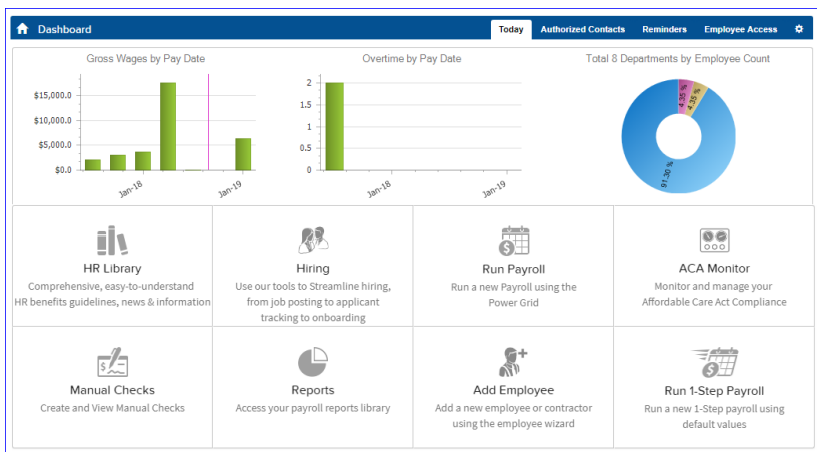 Dashboard
Today Authorized Contacts Reminders Employee Access
Gross Wages by Pay Date
$15,000.0
$10,000.0
$5,000.0
$0.0
Jan-18
Jan-19
Overtime by Pay Date
2
1.5
1
0.5
0
Jan-18
Jan-19
Total 8 Departments by Employee Count
4.35 %
4.35 %
91.30 %
HR Library
Comprehensive, easy-to-understand
HR benefits guidelines, news & information
Hiring
Use our tools to Streamline hiring,
from job posting to applicant
tracking to onboarding
Run Payroll
Run a new Payroll using the
Power Grid
ACA Monitor
Monitor and manage your
Affordable Care Act Compliance
Manual Checks
Create and View Manual Checks
Reports
Access your payroll reports library
Add Employee
Add a new employee or contractor
using the employee wizard
Run 1-Step Payroll
Run a new 1-Step payroll using
default values